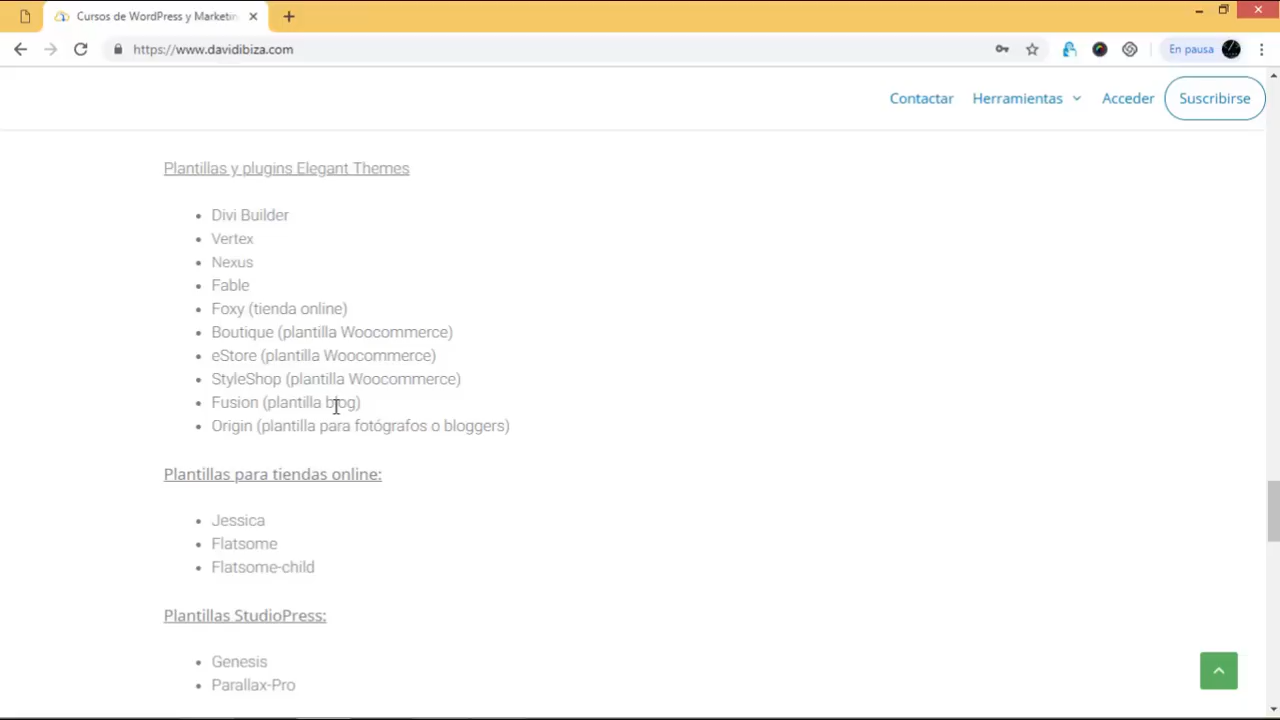 Cursos de WordPress y Marketin
https://www.davidibiza.com
En pausa
Contactar
Herramientas
Acceder
Suscribirse
Plantillas y plugins Elegant Themes
• Divi Builder
• Vertex
• Nexus
• Fable
• Foxy (tienda online)
• Boutique (plantilla Woocommerce)
• eStore (plantilla Woocommerce)
• StyleShop (plantilla Woocommerce)
• Fusion (plantilla blog)
• Origin (plantilla para fotógrafos o bloggers)
Plantillas para tiendas online:
• Jessica
• Flatsome
• Flatsome-child
Plantillas StudioPress:
• Genesis
• Parallax-Pro